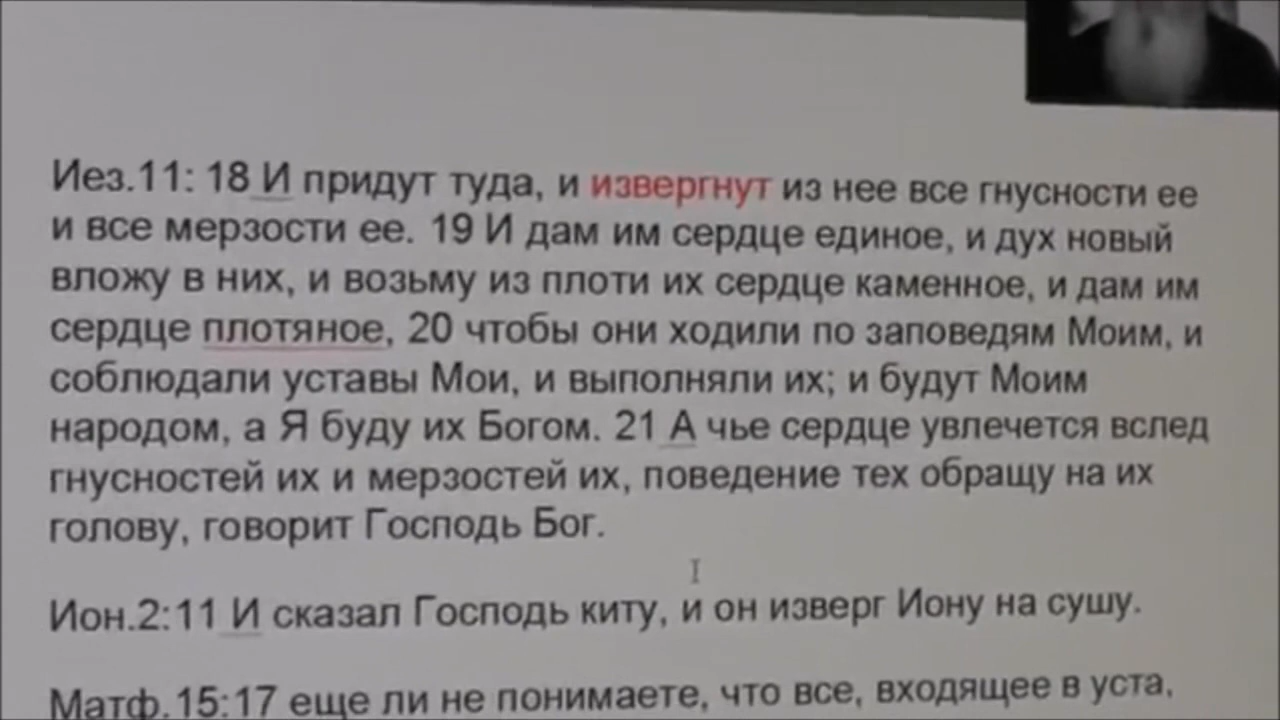 Иез.11: 18 И придут туда, и извергнут из нее все гнусности ее
и все мерзости ее. 19 И дам им сердце единое, и дух новый
вложу в них, и возьму из плоти их сердце каменное, и дам им
сердце плотяное, 20 чтобы они ходили по заповедям Моим, и
соблюдали уставы Мои, и выполняли их; и будут Моим
народом, а Я буду их Богом. 21 А чье сердце увлечется вслед
гнусностей их и мерзостей их, поведение тех обращу на их
голову, говорит Господь Бог.
Ион.2:11 И сказал Господь киту, и он изверг Иону на сушу.
Матф.15:17 еще ли не понимаете, что все, входящее в уста,